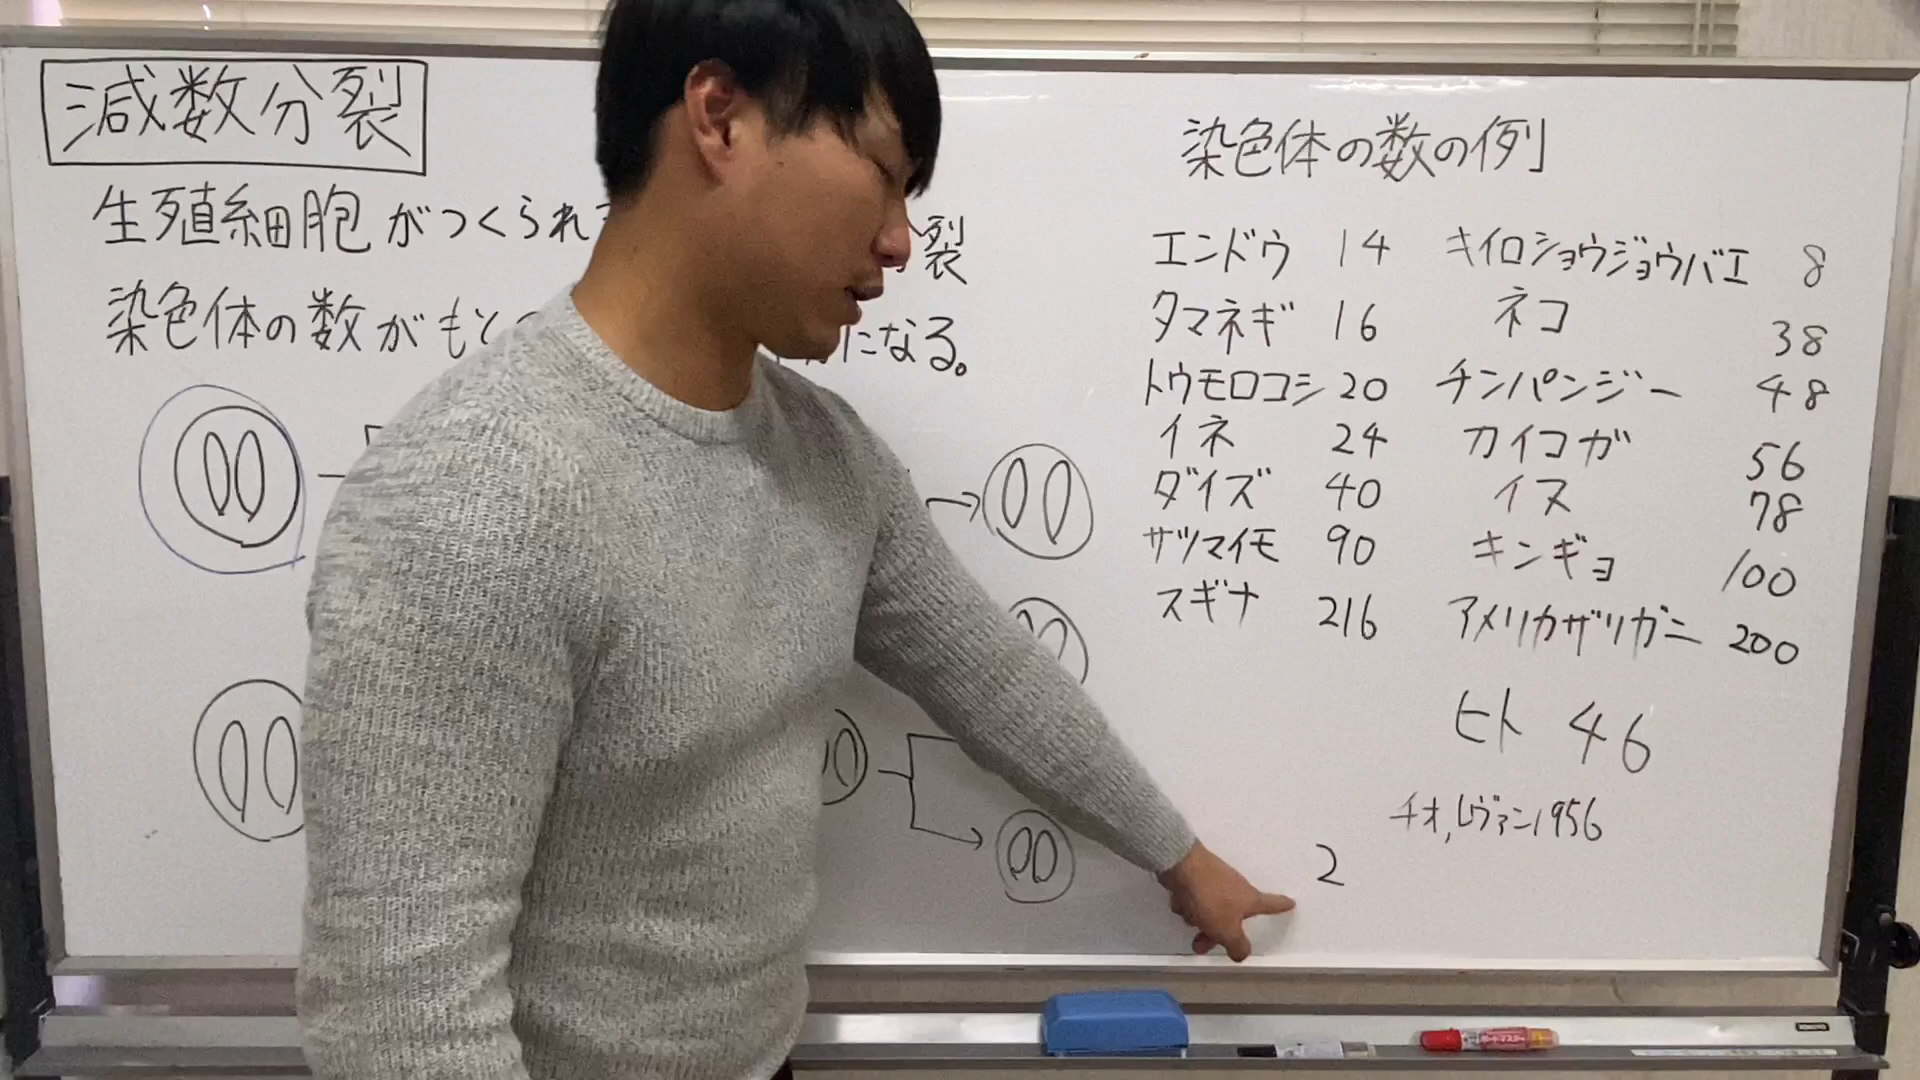 減数分裂
生殖細胞がつくられ 裂
染色体の数がもと になる。
染色体の数の例
エンドウ 14 キイロショウジョウバエ 8
タマネギ 16 ネコ 38
トウモロコシ 20 チンパンジー 48
イネ 24 カイコガ 56
ダイズ 40 イヌ 78
サツマイモ 90 キンギョ 100
スギナ 216 アメリカザリガニ 200
ヒト 46
チオ,レヴァン1956
2